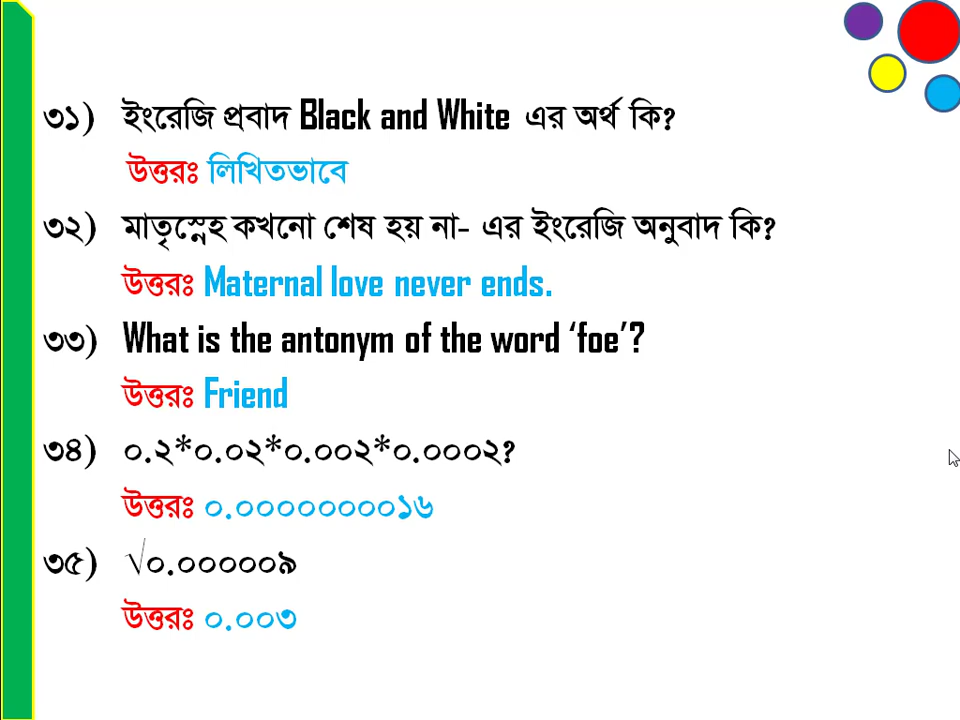 ৩১) ইংরেজি প্রবাদ Black and White এর অর্থ কি?
উত্তরঃ লিখিতভাবে
৩২) মাতৃস্নেহ কখনো শেষ হয় না- এর ইংরেজি অনুবাদ কি?
উত্তরঃ Maternal love never ends.
৩৩) What is the antonym of the word ‘foe’?
উত্তরঃ Friend
৩৪) ০.২*০.০২*০.০০২*০.০০০২?
উত্তরঃ ০.০০০০০০০০১৬
৩৫) √০.০০০০০৯
উত্তরঃ ০.০০৩